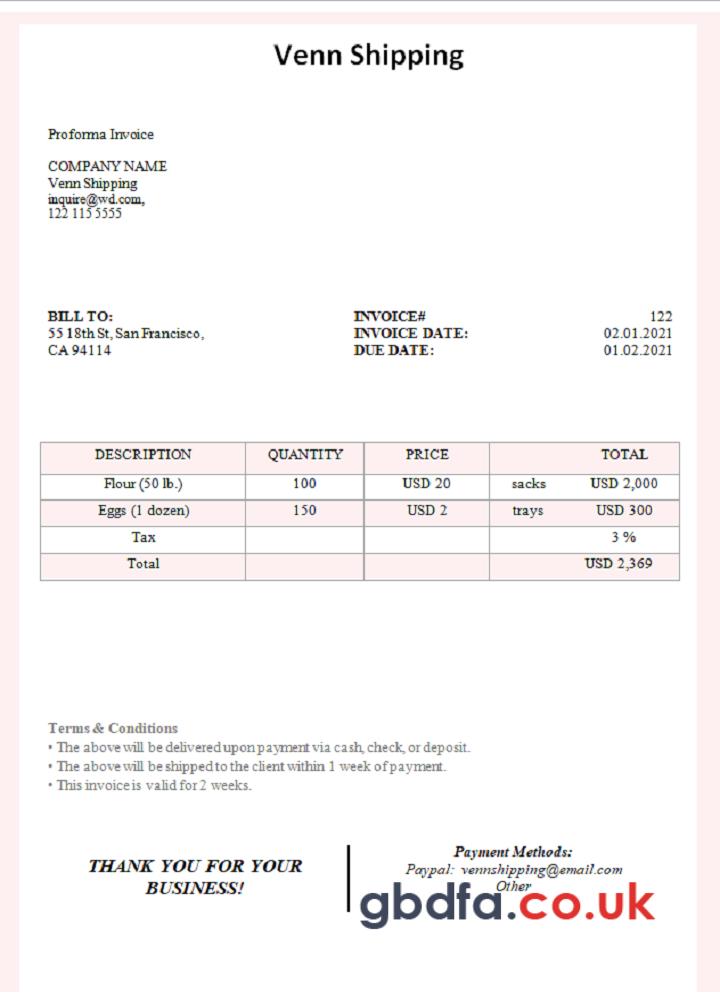 Venn Shipping
Proforma Invoice
COMPANY NAME
Venn Shipping
inquire@wd.com,
122 115 5555
BILL TO:
55 18th St, San Francisco,
CA 94114
INVOICE# 122
INVOICE DATE: 02.01.2021
DUE DATE: 01.02.2021
DESCRIPTION QUANTITY PRICE TOTAL
Flour (50 lb.) 100 USD 20 sacks USD 2,000
Eggs (1 dozen) 150 USD 2 trays USD 300
Tax 3 %
Total USD 2,369
Terms & Conditions
• The above will be delivered upon payment via cash, check, or deposit.
• The above will be shipped to the client within 1 week of payment.
• This invoice is valid for 2 weeks.
THANK YOU FOR YOUR
BUSINESS!
Payment Methods:
Paypal: vennshipping@email.com
Other
gbdfa.co.uk